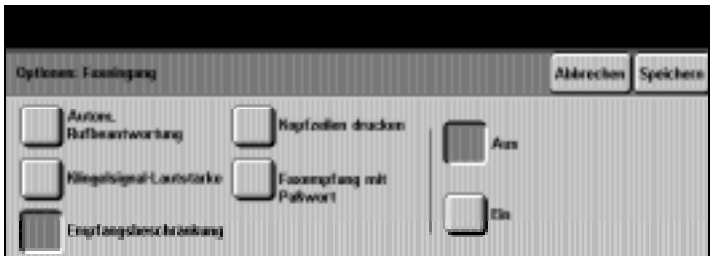 Optionen: Faxeingang
Abbrechen
Speichern
Autom.
Rufbeantwortung
Kopfzeilen drucken
Aus
Klingelsignal-Lautstärke
Faxempfang mit
Paßwort
Ein
Empfangsbeschränkung